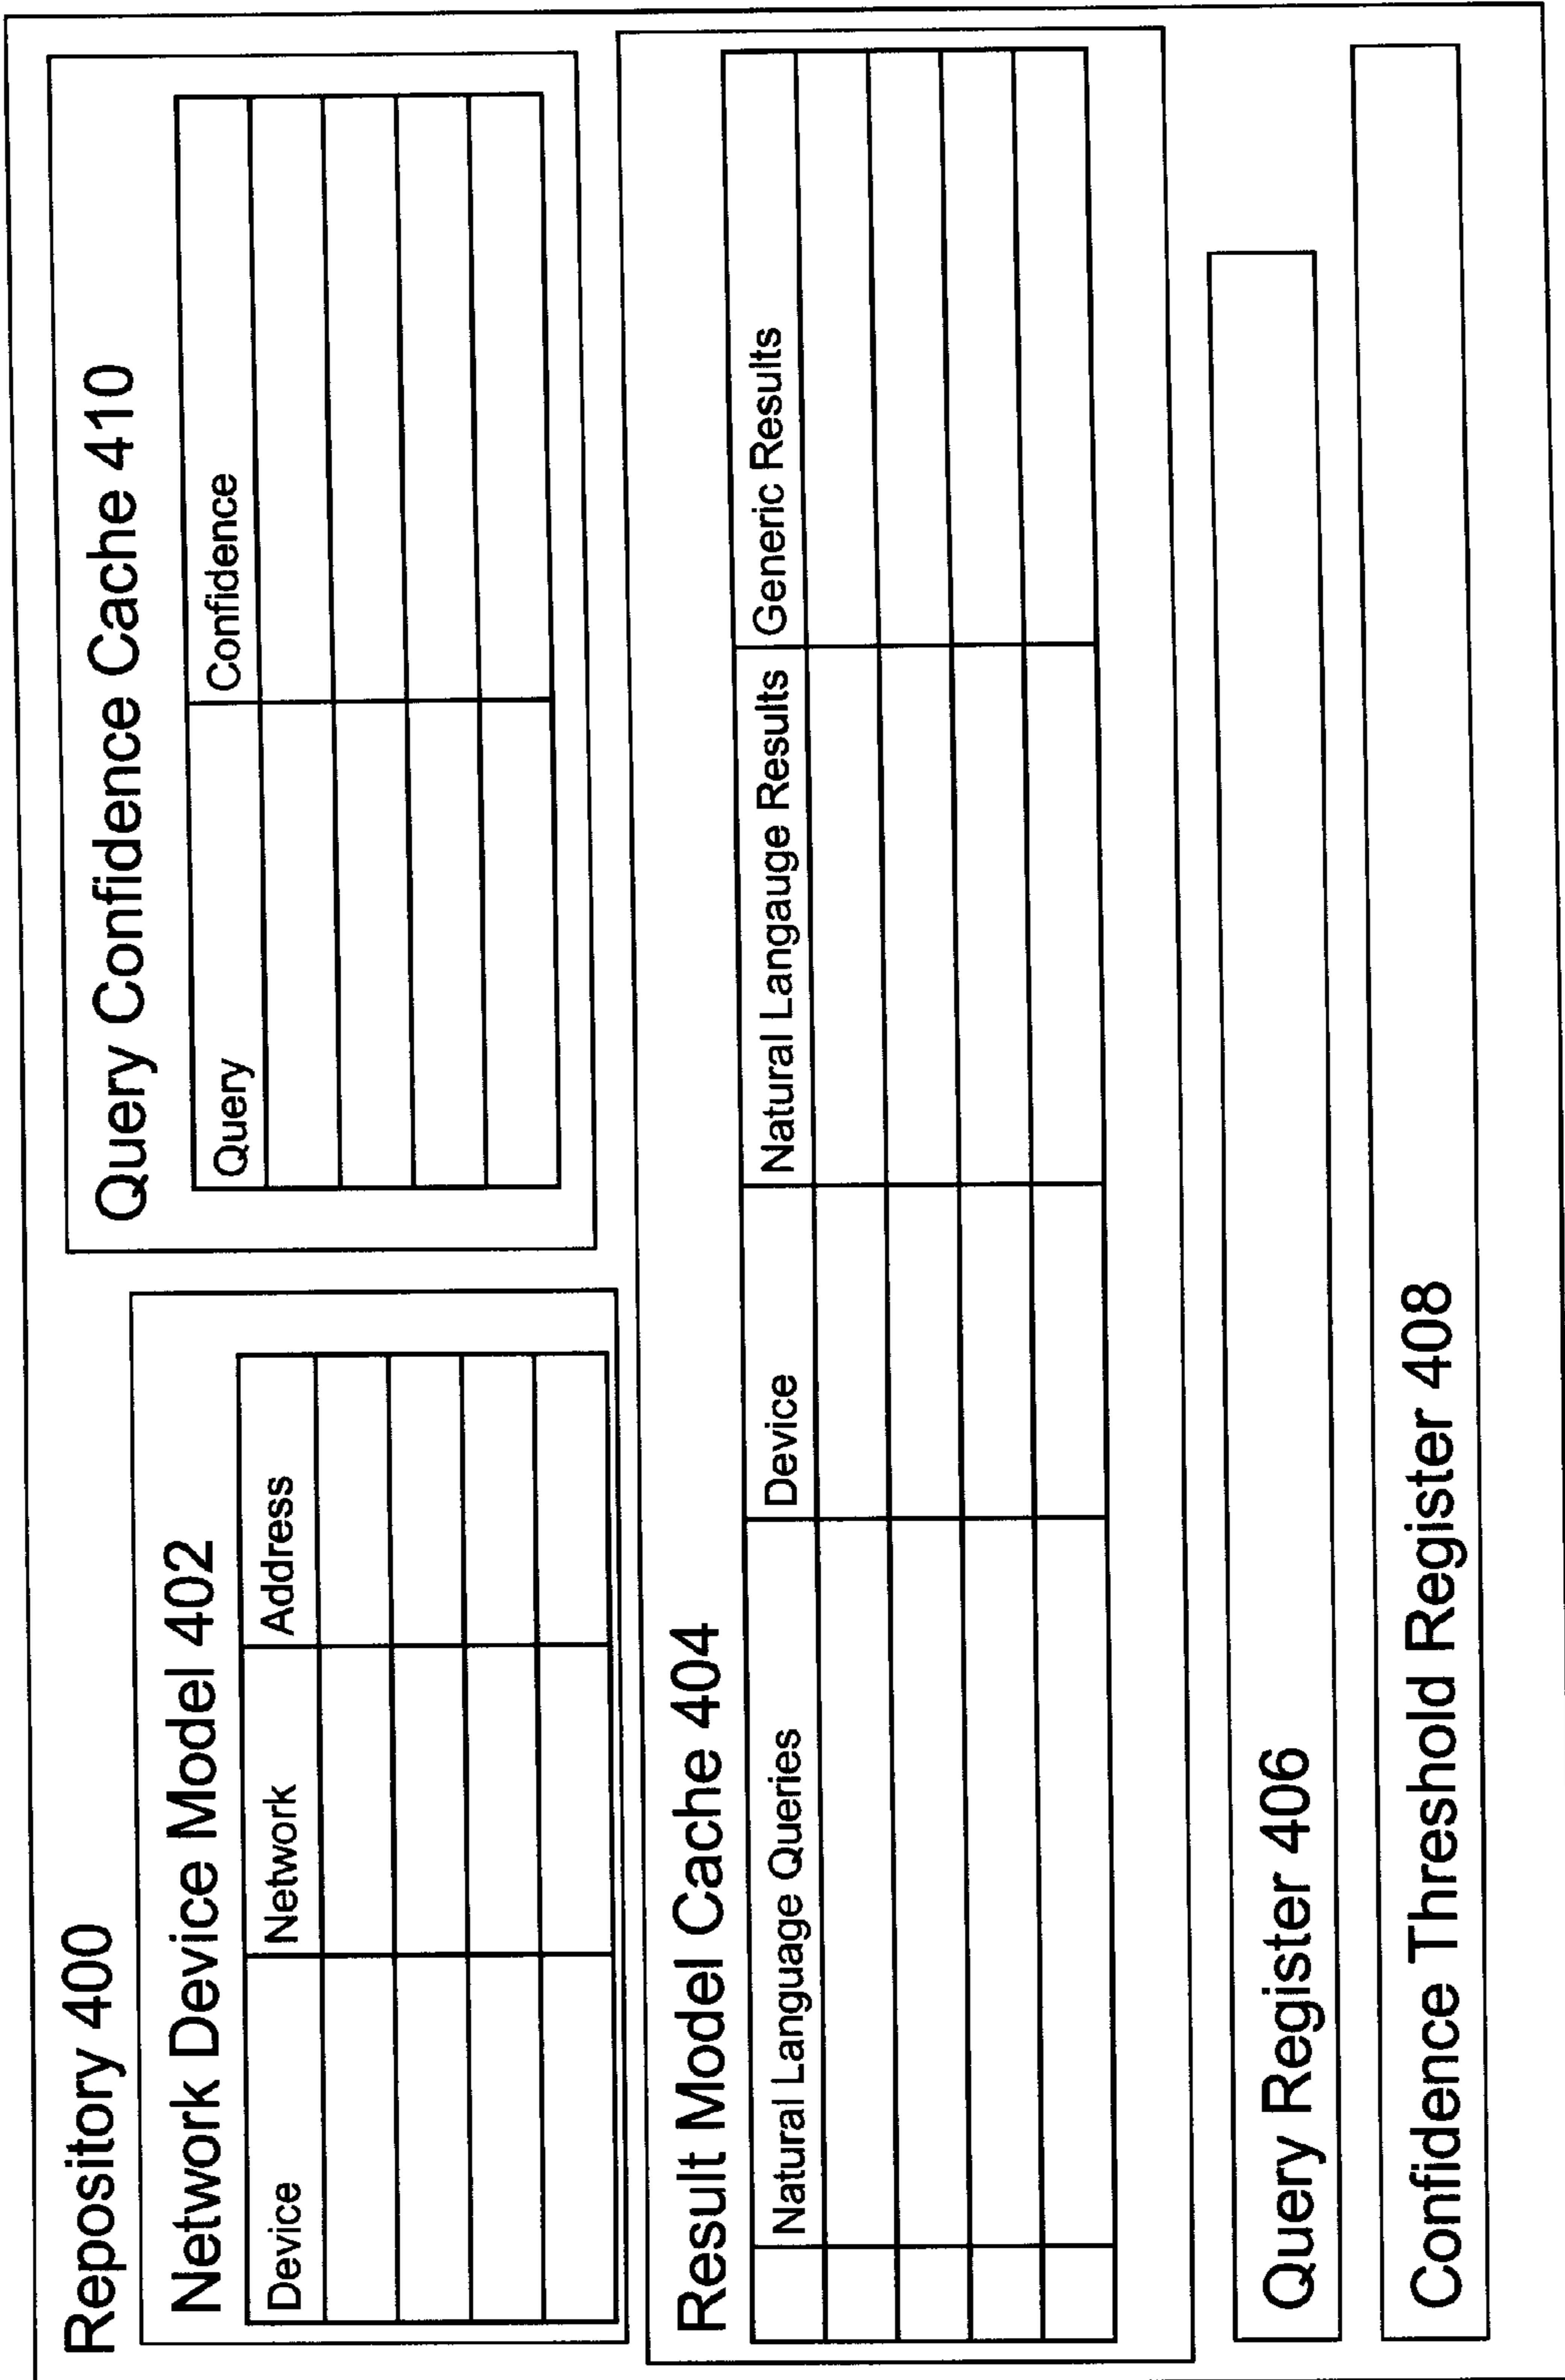 Repository 400
Network Device Model 402
Device Network Address
Query Confidence Cache 410
Query Confidence
Result Model Cache 404
Natural Language Queries Device Natural Langauge Results Generic Results
Query Register 406
Confidence Threshold Register 408